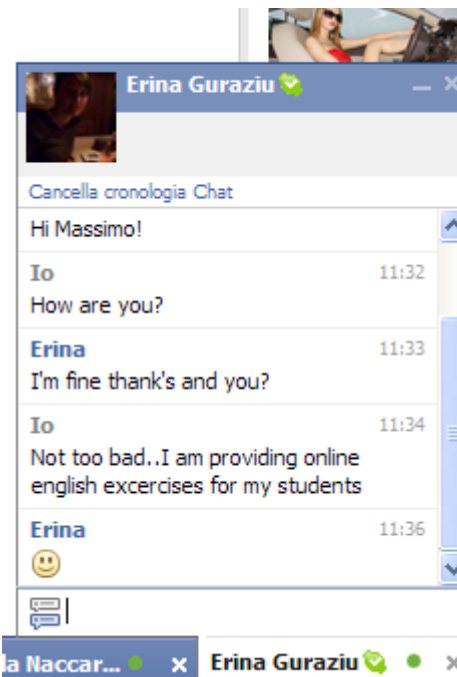 Erina Guraziu
Cancella cronologia Chat
Hi Massimo!
Io 11:32
How are you?
Erina 11:33
I'm fine thank's and you?
Io 11:34
Not too bad..I am providing online
english excercises for my students
Erina 11:36
la Naccar... Erina Guraziu